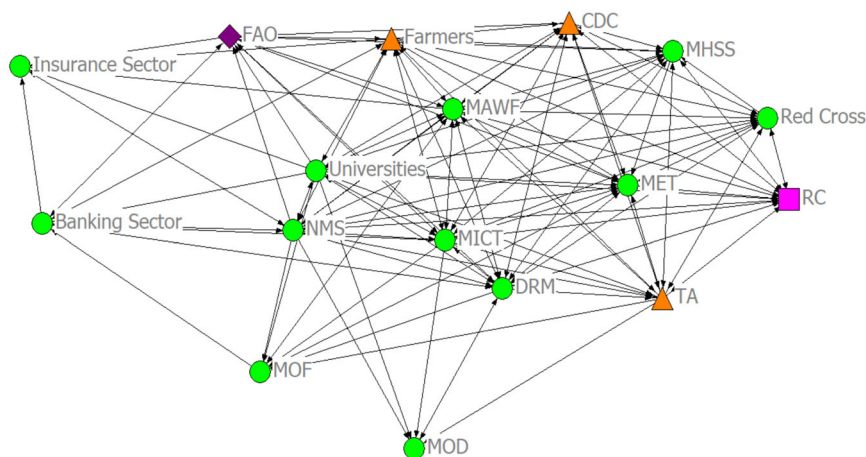 CDC
FAO
Farmers
MHSS
Insurance Sector
MAWF
Red Cross
Universities
MET
RC
Banking Sector
NMS
MICT
DRM
TA
MOF
MOD